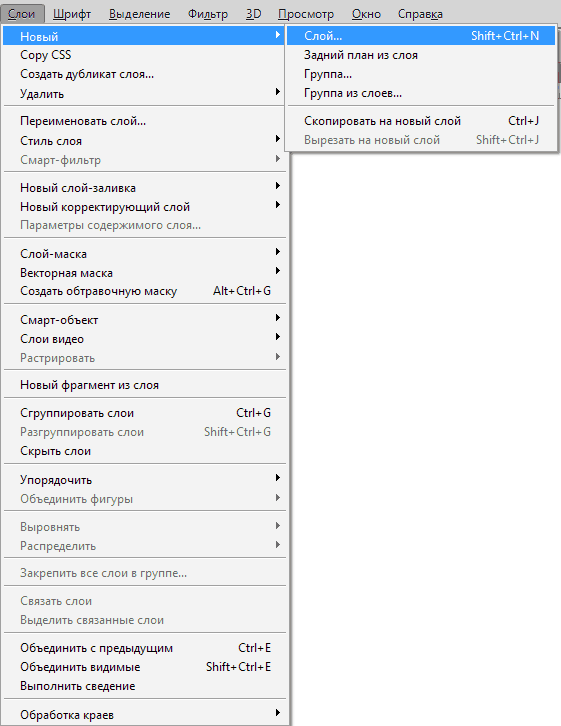 Слои Шрифт Выделение Фильтр 3D Просмотр Окно Справка
Новый
Copy CSS
Создать дубликат слоя...
Удалить
Переименовать слой...
Стиль слоя
Смарт-фильтр
Новый слой-заливка
Новый корректирующий слой
Параметры содержимого слоя...
Слой-маска
Векторная маска
Создать обтравочную маску Alt+Ctrl+G
Смарт-объект
Слои видео
Растрировать
Новый фрагмент из слоя
Сгруппировать слои Ctrl+G
Разгруппировать слои Shift+Ctrl+G
Скрыть слои
Упорядочить
Объединить фигуры
Выровнять
Распределить
Закрепить все слои в группе...
Связать слои
Выделить связанные слои
Объединить с предыдущим Ctrl+E
Объединить видимые Shift+Ctrl+E
Выполнить сведение
Обработка краев
Слой... Shift+Ctrl+N
Задний план из слоя
Группа...
Группа из слоев...
Скопировать на новый слой Ctrl+J
Вырезать на новый слой Shift+Ctrl+J